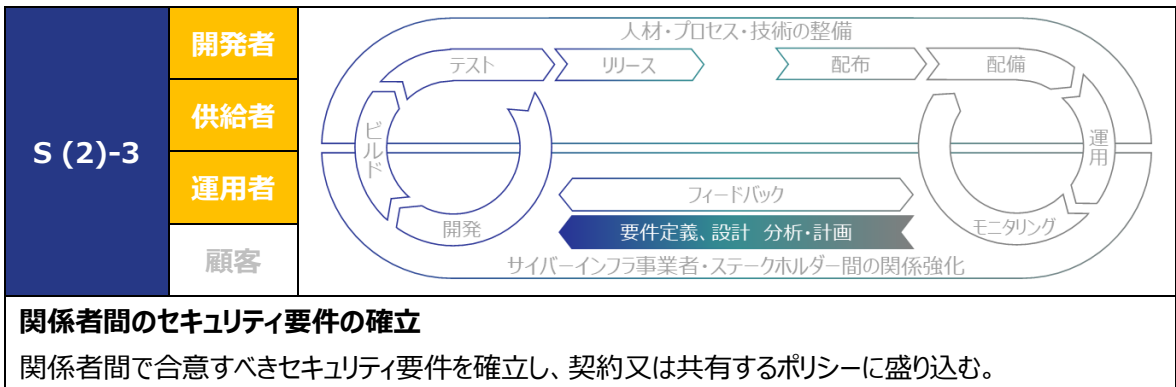 S (2)-3
開発者
供給者
運用者
顧客
人材・プロセス・技術の整備
テスト
リリース
配布
配備
ビルド
運用
フィードバック
開発
要件定義、設計 分析・計画
モニタリング
サイバーインフラ事業者・ステークホルダー間の関係強化
関係者間のセキュリティ要件の確立
関係者間で合意すべきセキュリティ要件を確立し、契約又は共有するポリシーに盛り込む。